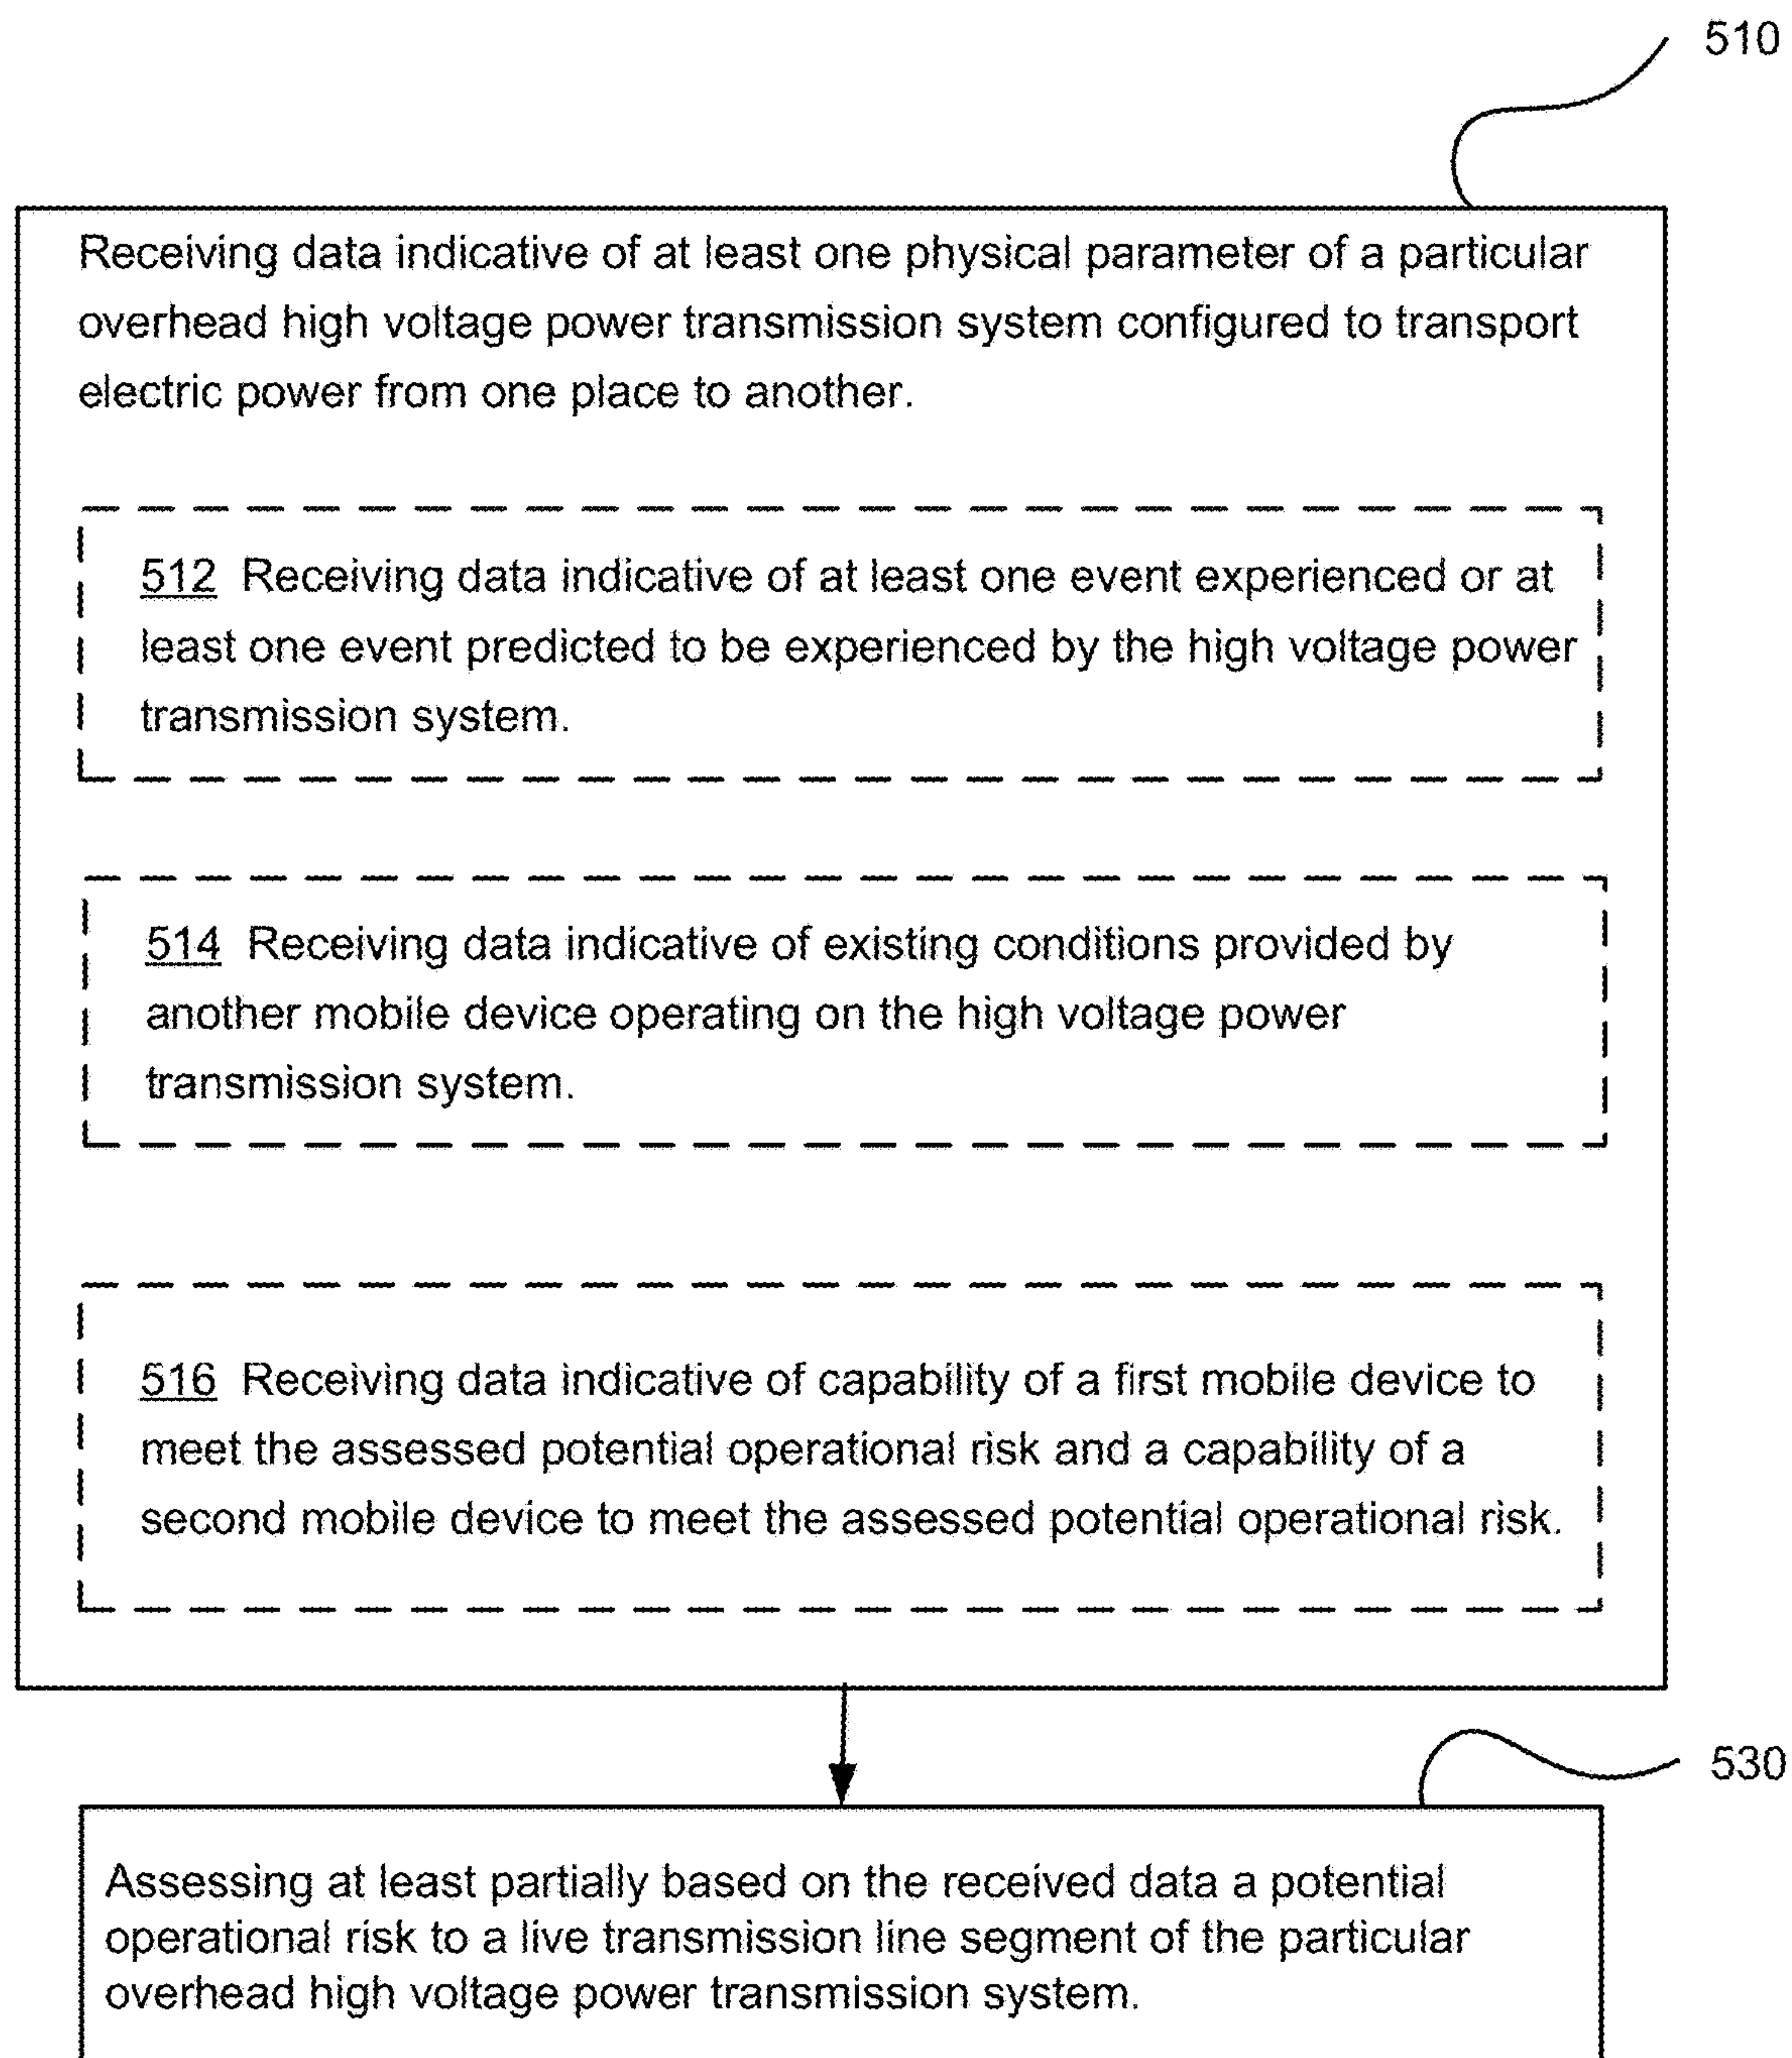 510
Receiving data indicative of at least one physical parameter of a particular
overhead high voltage power transmission system configured to transport
electric power from one place to another.
512 Receiving data indicative of at least one event experienced or at
least one event predicted to be experienced by the high voltage power
transmission system.
514 Receiving data indicative of existing conditions provided by
another mobile device operating on the high voltage power
transmission system.
516 Receiving data indicative of capability of a first mobile device to
meet the assessed potential operational risk and a capability of a
second mobile device to meet the assessed potential operational risk.
530
Assessing at least partially based on the received data a potential
operational risk to a live transmission line segment of the particular
overhead high voltage power transmission system.